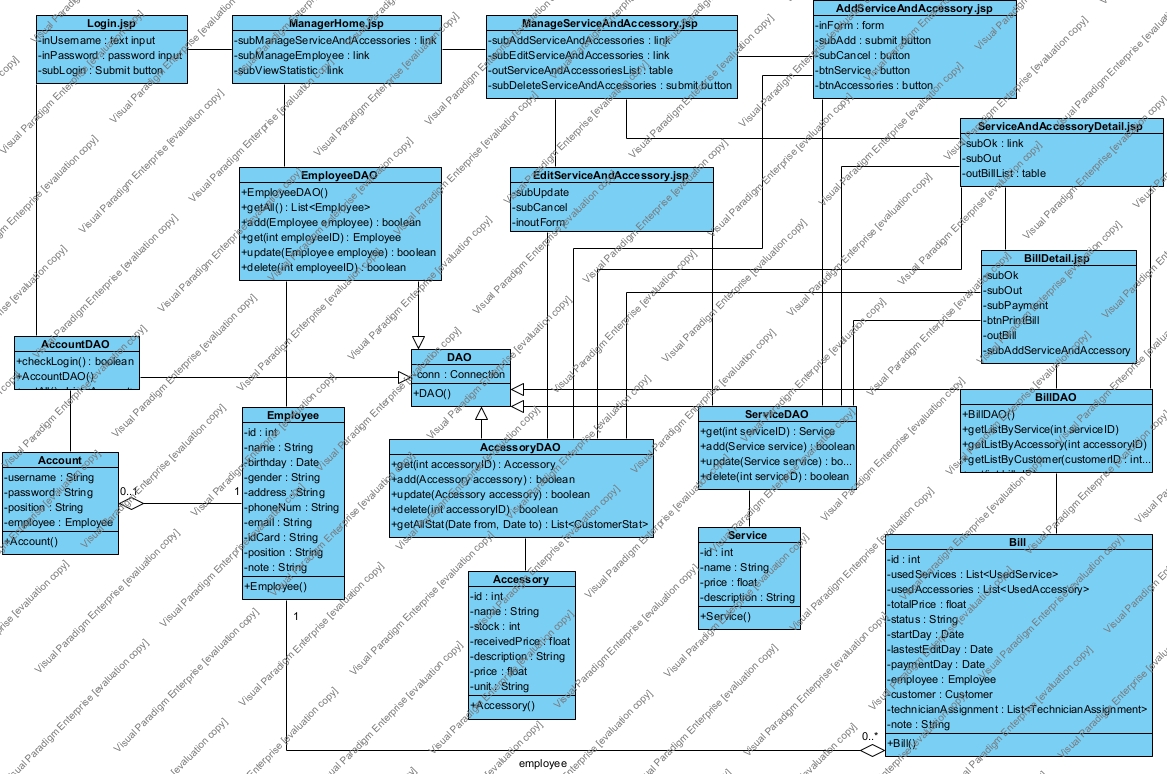 Login.jsp
-inUsername : text input
-inPassword : password input
-subLogin : Submit button
ManagerHome.jsp
-subManageServiceAndAccessories : link
-subManageEmployee : link
-subViewStatistic : link
ManageServiceAndAccessory.jsp
-subAddServiceAndAccessories : link
-subEditServiceAndAccessories : link
-outServiceAndAccessoriesList : table
-subDeleteServiceAndAccessories : submit button
AddServiceAndAccessory.jsp
-inForm : form
-subAdd : submit button
-subCancel : button
-btnService : button
-btnAccessories : button
ServiceAndAccessoryDetail.jsp
-subOk : link
-subOut
-outBillList : table
EmployeeDAO
+EmployeeDAO()
+getAll() : List<Employee>
+add(Employee employee) : boolean
+get(int employeeID) : Employee
+update(Employee employee) : boolean
+delete(int employeeID) : boolean
EditServiceAndAccessory.jsp
-subUpdate
-subCancel
-inoutForm
BillDetail.jsp
-subOk
-subOut
-subPayment
-btnPrintBill
-outBill
-subAddServiceAndAccessory
AccountDAO
+checkLogin() : boolean
+AccountDAO()
DAO
-conn : Connection
+DAO()
BillDAO
+BillDAO()
+getListByService(int serviceID)
+getListByAccessory(int accessoryID)
+getListByCustomer(customerID : int...
Employee
-id : int
-name : String
-birthday : Date
-gender : String
-address : String
-phoneNum : String
-email : String
-idCard : String
-position : String
-note : String
+Employee()
ServiceDAO
+get(int serviceID) : Service
+add(Service service) : boolean
+update(Service service) : bo...
+delete(int serviceD) : boolean
AccessoryDAO
+get(int accessoryID) : Accessory
+add(Accessory accessory) : boolean
+update(Accessory accessory) : boolean
+delete(int accessoryID) : boolean
+getAllStat(Date from, Date to) : List<CustomerStat>
Account
-username : String
-password : String
-position : String
-employee : Employee
+Account()
0..1
1
Service
-id : int
-name : String
-price : float
-description : String
+Service()
Bill
-id : int
-usedServices : List<UsedService>
-usedAccessories : List<UsedAccessory>
-totalPrice : float
-status : String
-startDay : Date
-lastestEditDay : Date
-paymentDay : Date
-employee : Employee
-customer : Customer
-technicianAssignment : List<TechnicianAssignment>
-note : String
+Bill()
Accessory
-id : int
-name : String
-stock : int
-receivedPrice : float
-description : String
-price : float
-unit : String
+Accessory()
1
0..*
employee
Visual Paradigm Enterprise [evaluation copy]